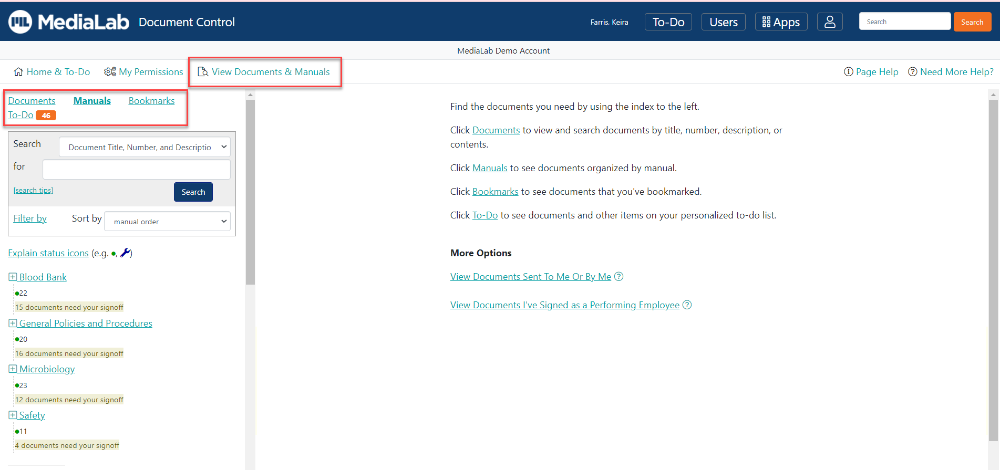 ML MediaLab Document Control Farris, Keira To-Do Users Apps Search Search
MediaLab Demo Account
Home & To-Do My Permissions View Documents & Manuals Page Help Need More Help?
Documents Manuals Bookmarks
To-Do 46
Search Document Title, Number, and Descriptio
for
[search tips] Search
Filter by Sort by manual order
Explain status icons (e.g. , )
Blood Bank
22
15 documents need your signoff
General Policies and Procedures
20
16 documents need your signoff
Microbiology
23
12 documents need your signoff
Safety
11
4 documents need your signoff
Find the documents you need by using the index to the left.
Click Documents to view and search documents by title, number, description, or
contents.
Click Manuals to see documents organized by manual.
Click Bookmarks to see documents that you've bookmarked.
Click To-Do to see documents and other items on your personalized to-do list.
More Options
View Documents Sent To Me Or By Me ?
View Documents I've Signed as a Performing Employee ?